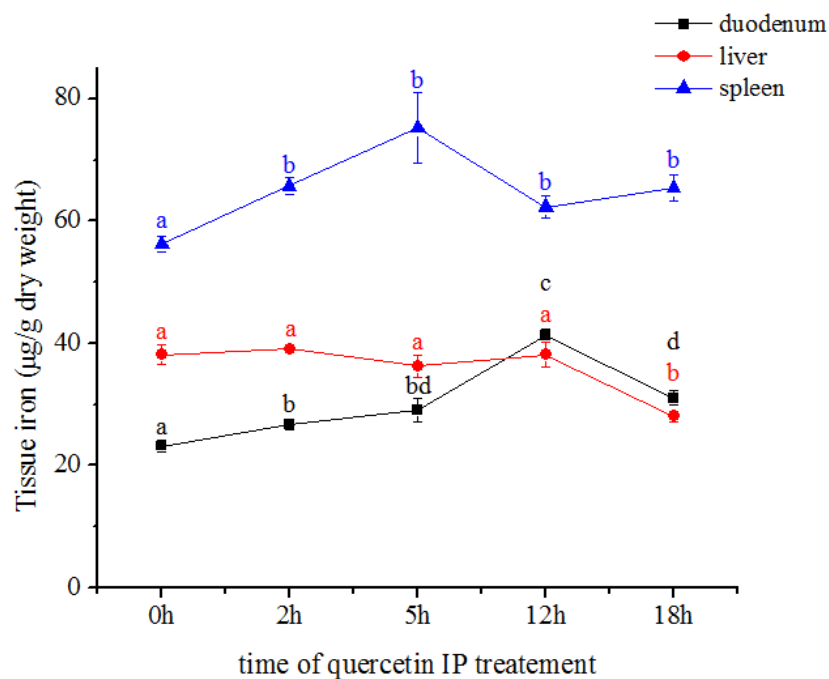 duodenum
liver
spleen
80
60
40
20
0
Tissue iron (μg/g dry weight)
a
b
b
b
b
c
a
a
a
a
d
b
a
b
bd
0h
2h
5h
12h
18h
time of quercetin IP treatement